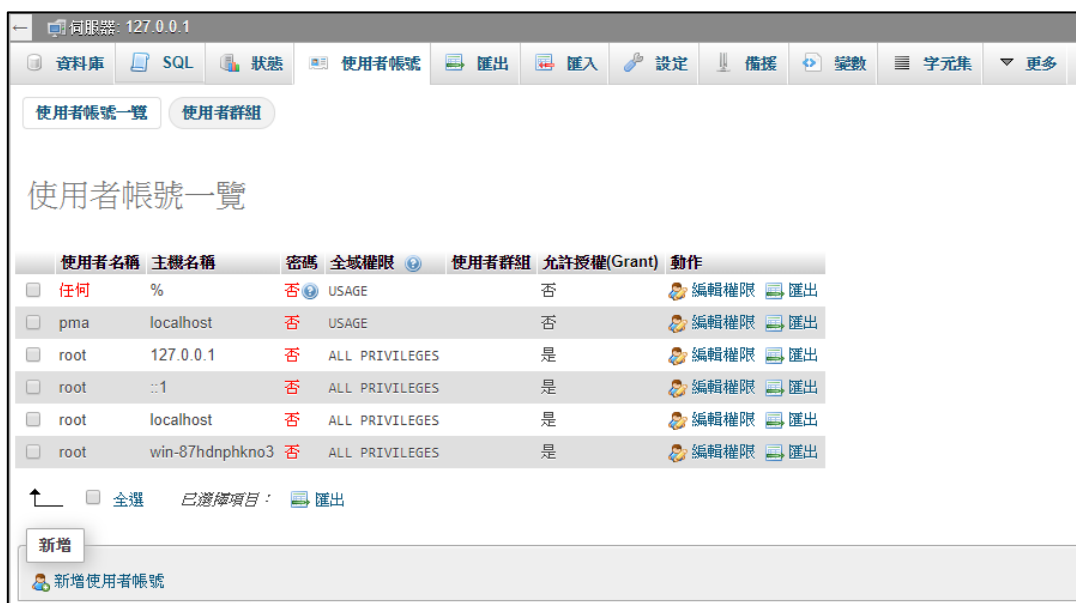 伺服器: 127.0.0.1
資料庫 SQL 狀態 使用者帳號 匯出 匯入 設定 備援 變數 字元集 更多
使用者帳號一覽 使用者群組
使用者帳號一覽
使用者名稱 主機名稱 密碼 全域權限 使用者群組 允許授權(Grant) 動作
任何 % 否 USAGE 否 編輯權限 匯出
pma localhost 否 USAGE 否 編輯權限 匯出
root 127.0.0.1 否 ALL PRIVILEGES 是 編輯權限 匯出
root ::1 否 ALL PRIVILEGES 是 編輯權限 匯出
root localhost 否 ALL PRIVILEGES 是 編輯權限 匯出
root win-87hdnphkno3 否 ALL PRIVILEGES 是 編輯權限 匯出
全選 已選擇項目： 匯出
新增
新增使用者帳號